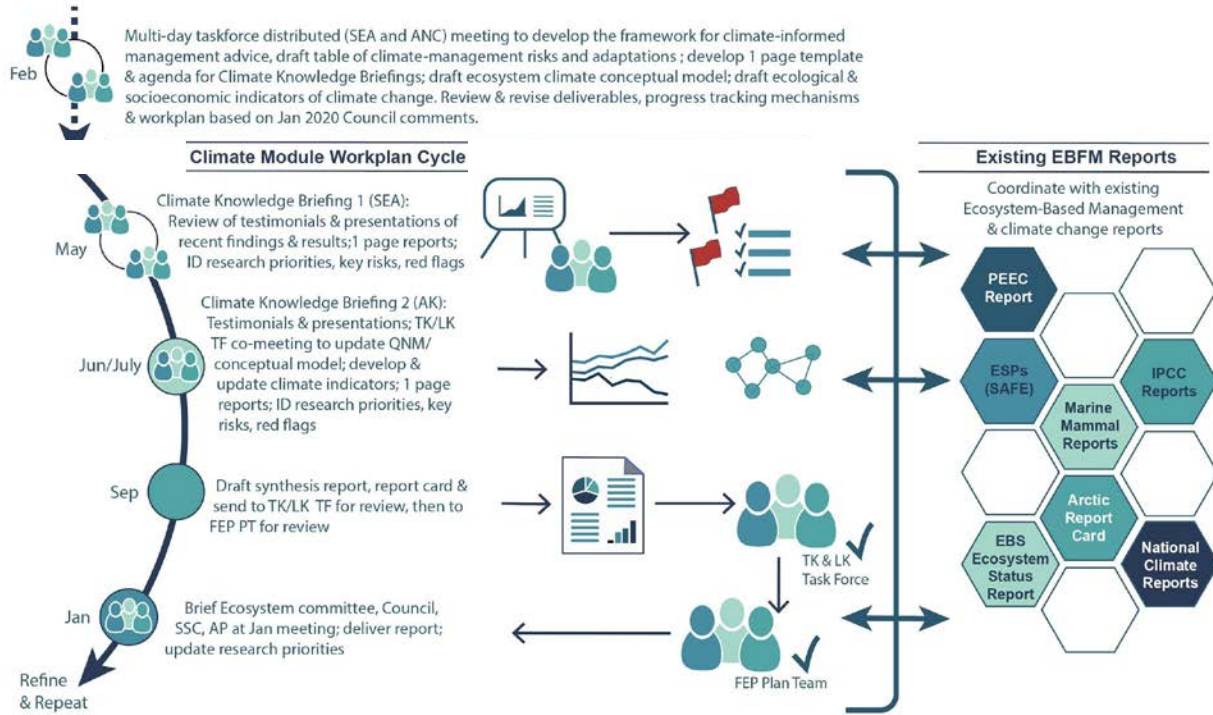 Feb
Multi-day taskforce distributed (SEA and ANC) meeting to develop the framework for climate-informed
management advice, draft table of climate-management risks and adaptations ; develop 1 page template
& agenda for Climate Knowledge Briefings; draft ecosystem climate conceptual model; draft ecological &
socioeconomic indicators of climate change. Review & revise deliverables, progress tracking mechanisms
& workplan based on Jan 2020 Council comments.
Climate Module Workplan Cycle
May
Climate Knowledge Briefing 1 (SEA):
Review of testimonials & presentations of
recent findings & results;1 page reports;
ID research priorities, key risks, red flags
Jun/July
Climate Knowledge Briefing 2 (AK):
Testimonials & presentations; TK/LK
TF co-meeting to update QNM/
conceptual model; develop &
update climate indicators; 1 page
reports; ID research priorities, key
risks, red flags
Sep
Draft synthesis report, report card &
send to TK/LK TF for review, then to
FEP PT for review
TK & LK
Task Force
Jan
Brief Ecosystem committee, Council,
SSC, AP at Jan meeting; deliver report;
update research priorities
FEP Plan Team
Refine
& Repeat
Existing EBFM Reports
Coordinate with existing
Ecosystem-Based Management
& climate change reports
PEEC
Report
ESPs
(SAFE)
IPCC
Reports
Marine
Mammal
Reports
Arctic
Report
Card
EBS
Ecosystem
Status
Report
National
Climate
Reports